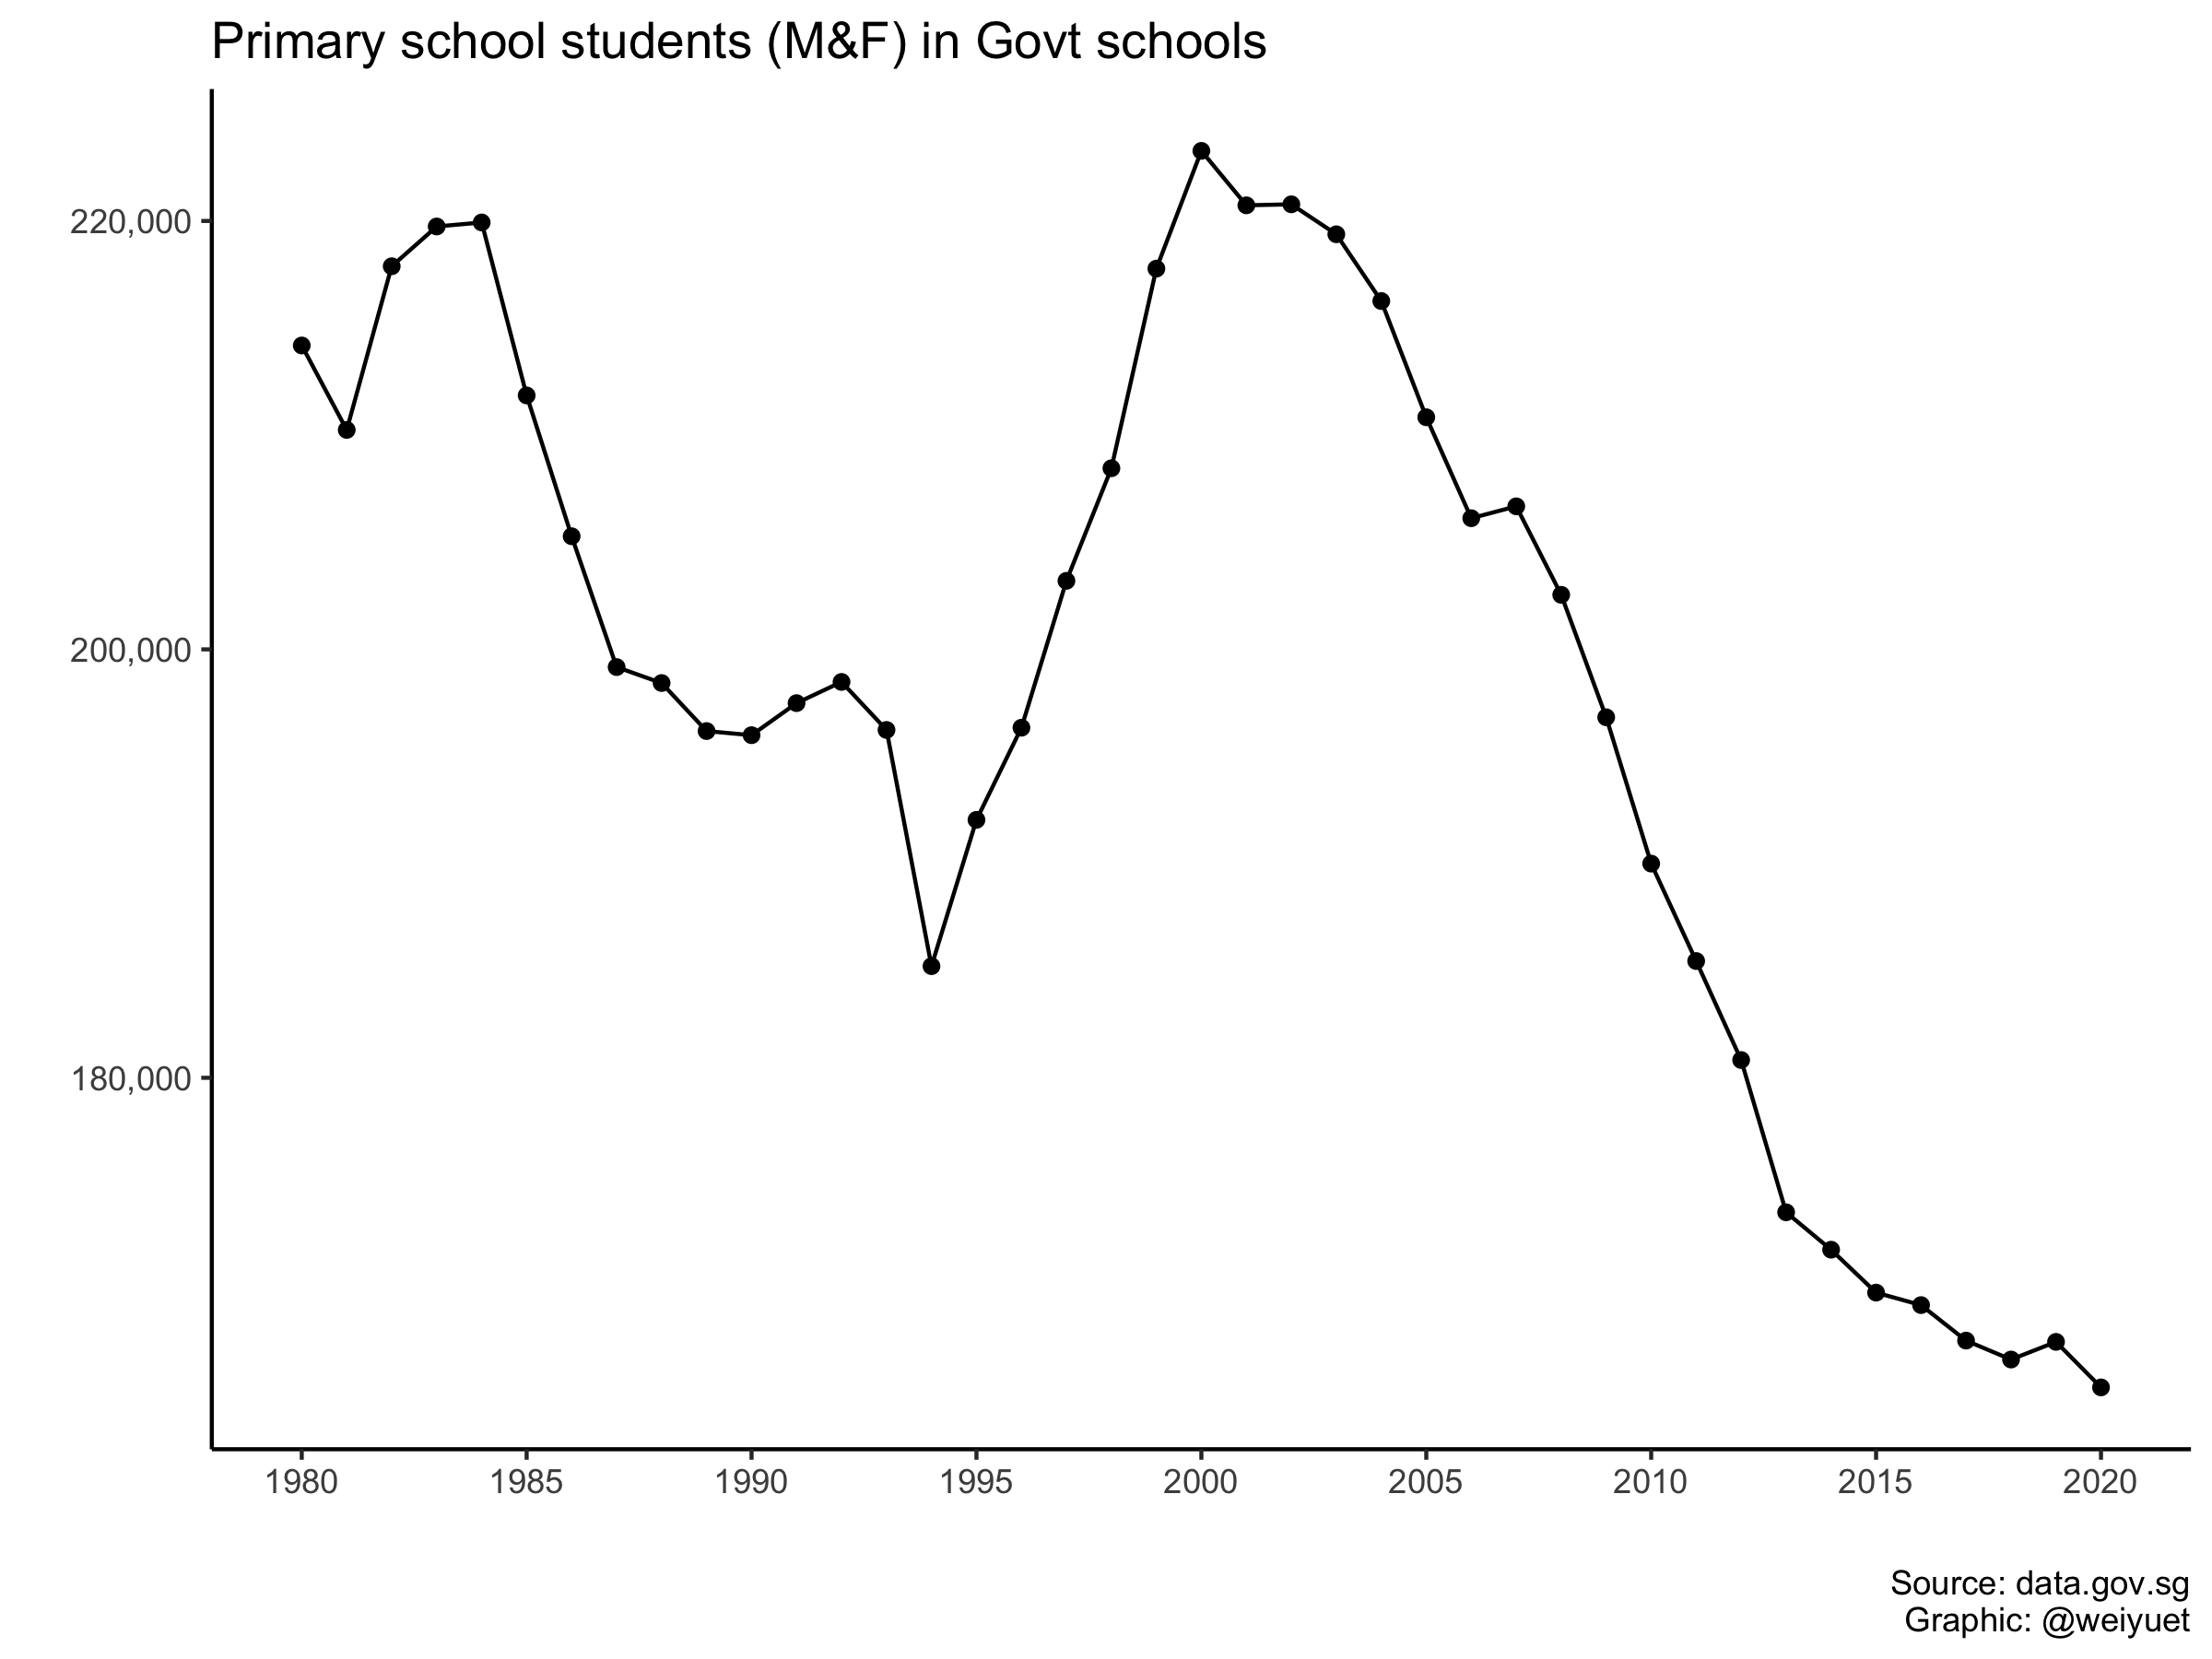 Primary school students (M&F) in Govt schools
220,000
200,000
180,000
1980 1985 1990 1995 2000 2005 2010 2015 2020
Source: data.gov.sg
Graphic: @weiyuet